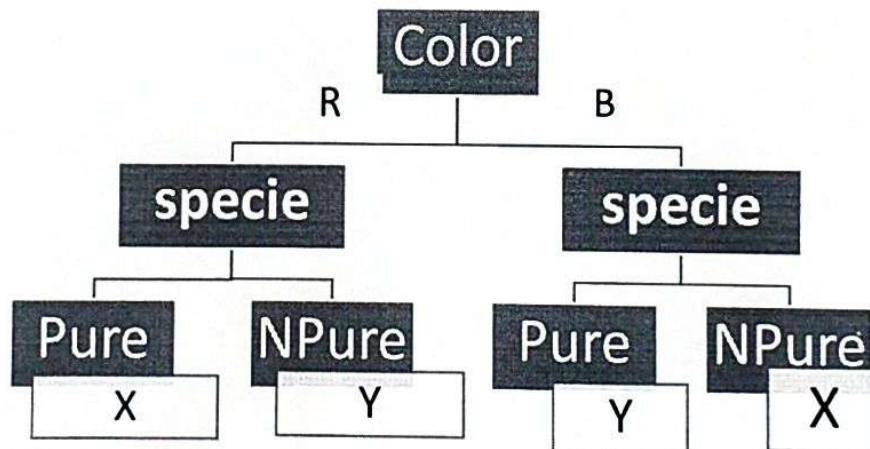 Color
R B
specie specie
Pure NPure Pure NPure
X Y Y X